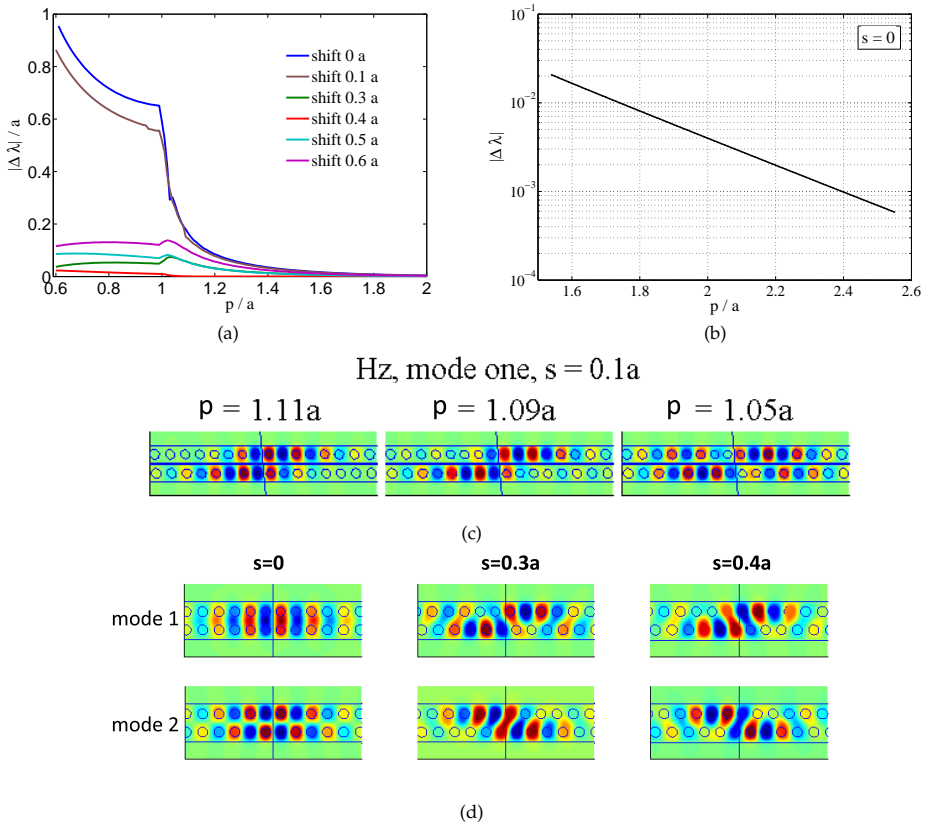 1
0.8
0.6
0.4
0.2
0
|Δ λ| / a
0.6 0.8 1 1.2 1.4 1.6 1.8 2
p / a
shift 0 a
shift 0.1 a
shift 0.3 a
shift 0.4 a
shift 0.5 a
shift 0.6 a
(a)
10⁻¹
10⁻²
10⁻³
10⁻⁴
|Δ λ|
s = 0
1.6 1.8 2 2.2 2.4 2.6
p / a
(b)
Hz, mode one, s = 0.1a
p = 1.11a p = 1.09a p = 1.05a
(c)
s=0 s=0.3a s=0.4a
mode 1
mode 2
(d)